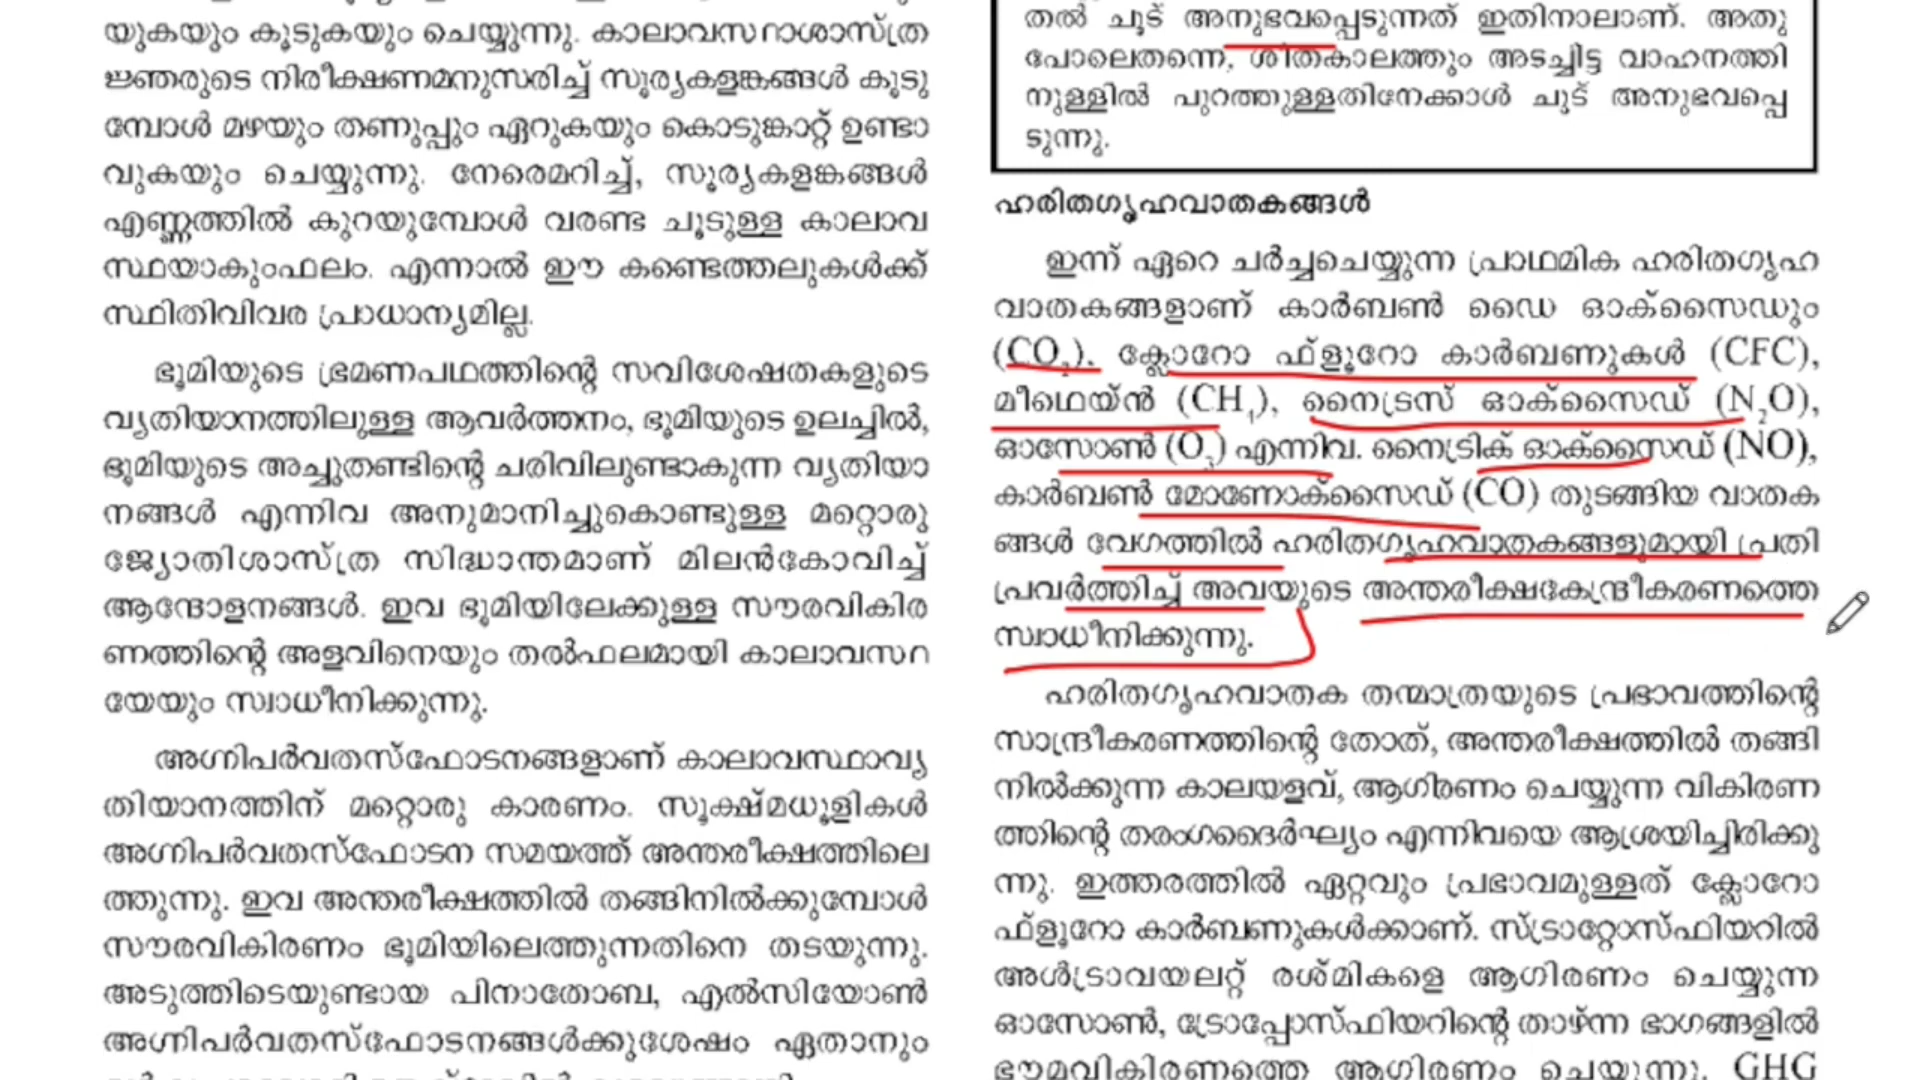 യുകയും കൂടുകയും ചെയ്യുന്നു. കാലാവസ്ഥാശാസ്ത്ര
ജ്ഞരുടെ നിരീക്ഷണമനുസരിച്ച് സൂര്യകളങ്കങ്ങൾ കൂടു
മ്പോൾ മഴയും തണുപ്പും ഏറുകയും കൊടുങ്കാറ്റ് ഉണ്ടാ
വുകയും ചെയ്യുന്നു. നേരെമറിച്ച്, സൂര്യകളങ്കങ്ങൾ
എണ്ണത്തിൽ കുറയുമ്പോൾ വരണ്ട ചൂടുള്ള കാലാവ
സ്ഥയാകുംഫലം. എന്നാൽ ഈ കണ്ടെത്തലുകൾക്ക്
സ്ഥിതിവിവര പ്രാധാന്യമില്ല.
ഭൂമിയുടെ ഭ്രമണപഥത്തിന്റെ സവിശേഷതകളുടെ
വ്യതിയാനത്തിലുള്ള ആവർത്തനം, ഭൂമിയുടെ ഉലച്ചിൽ,
ഭൂമിയുടെ അച്ചുതണ്ടിന്റെ ചരിവിലുണ്ടാകുന്ന വ്യതിയാ
നങ്ങൾ എന്നിവ അനുമാനിച്ചുകൊണ്ടുള്ള മറ്റൊരു
ജ്യോതിശാസ്ത്ര സിദ്ധാന്തമാണ് മിലൻകോവിച്ച്
ആന്ദോളനങ്ങൾ. ഇവ ഭൂമിയിലേക്കുള്ള സൗരവികിര
ണത്തിന്റെ അളവിനെയും തൽഫലമായി കാലാവസ്ഥ
യേയും സ്വാധീനിക്കുന്നു.
അഗ്നിപർവതസ്ഫോടനങ്ങളാണ് കാലാവസ്ഥാവ്യ
തിയാനത്തിന് മറ്റൊരു കാരണം. സൂക്ഷ്മധൂളികൾ
അഗ്നിപർവതസ്ഫോടന സമയത്ത് അന്തരീക്ഷത്തിലെ
ത്തുന്നു. ഇവ അന്തരീക്ഷത്തിൽ തങ്ങിനിൽക്കുമ്പോൾ
സൗരവികിരണം ഭൂമിയിലെത്തുന്നതിനെ തടയുന്നു.
അടുത്തിടെയുണ്ടായ പിനാതോബ, എൽസിയോൺ
അഗ്നിപർവതസ്ഫോടനങ്ങൾക്കുശേഷം ഏതാനും
തൽ ചൂട് അനുഭവപ്പെടുന്നത് ഇതിനാലാണ്. അതു
പോലെതന്നെ, ശീതകാലത്തും അടച്ചിട്ട വാഹനത്തി
നുള്ളിൽ പുറത്തുള്ളതിനേക്കാൾ ചൂട് അനുഭവപ്പെ
ടുന്നു.
ഹരിതഗൃഹവാതകങ്ങൾ
ഇന്ന് ഏറെ ചർച്ചചെയ്യുന്ന പ്രാഥമിക ഹരിതഗൃഹ
വാതകങ്ങളാണ് കാർബൺ ഡൈ ഓക്സൈഡും
(CO₂). ക്ലോറോ ഫ്ളൂറോ കാർബണുകൾ (CFC),
മീഥെയ്ൻ (CH₄), നൈട്രസ് ഓക്സൈഡ് (N₂O),
ഓസോൺ (O₃) എന്നിവ. നൈട്രിക് ഓക്സൈഡ് (NO),
കാർബൺ മോണോക്സൈഡ് (CO) തുടങ്ങിയ വാതക
ങ്ങൾ വേഗത്തിൽ ഹരിതഗൃഹവാതകങ്ങളുമായി പ്രതി
പ്രവർത്തിച്ച് അവയുടെ അന്തരീക്ഷകേന്ദ്രീകരണത്തെ
സ്വാധീനിക്കുന്നു.
ഹരിതഗൃഹവാതക തന്മാത്രയുടെ പ്രഭാവത്തിന്റെ
സാന്ദ്രീകരണത്തിന്റെ തോത്, അന്തരീക്ഷത്തിൽ തങ്ങി
നിൽക്കുന്ന കാലയളവ്, ആഗിരണം ചെയ്യുന്ന വികിരണ
ത്തിന്റെ തരംഗദൈർഘ്യം എന്നിവയെ ആശ്രയിച്ചിരിക്കു
ന്നു. ഇത്തരത്തിൽ ഏറ്റവും പ്രഭാവമുള്ളത് ക്ലോറോ
ഫ്ളൂറോ കാർബണുകൾക്കാണ്. സ്ട്രാറ്റോസ്ഫിയറിൽ
അൾട്രാവയലറ്റ് രശ്മികളെ ആഗിരണം ചെയ്യുന്ന
ഓസോൺ, ട്രോപ്പോസ്ഫിയറിന്റെ താഴ്ന്ന ഭാഗങ്ങളിൽ
ഭൗമവികിരണത്തെ ആഗിരണം ചെയ്യുന്നു. GHG